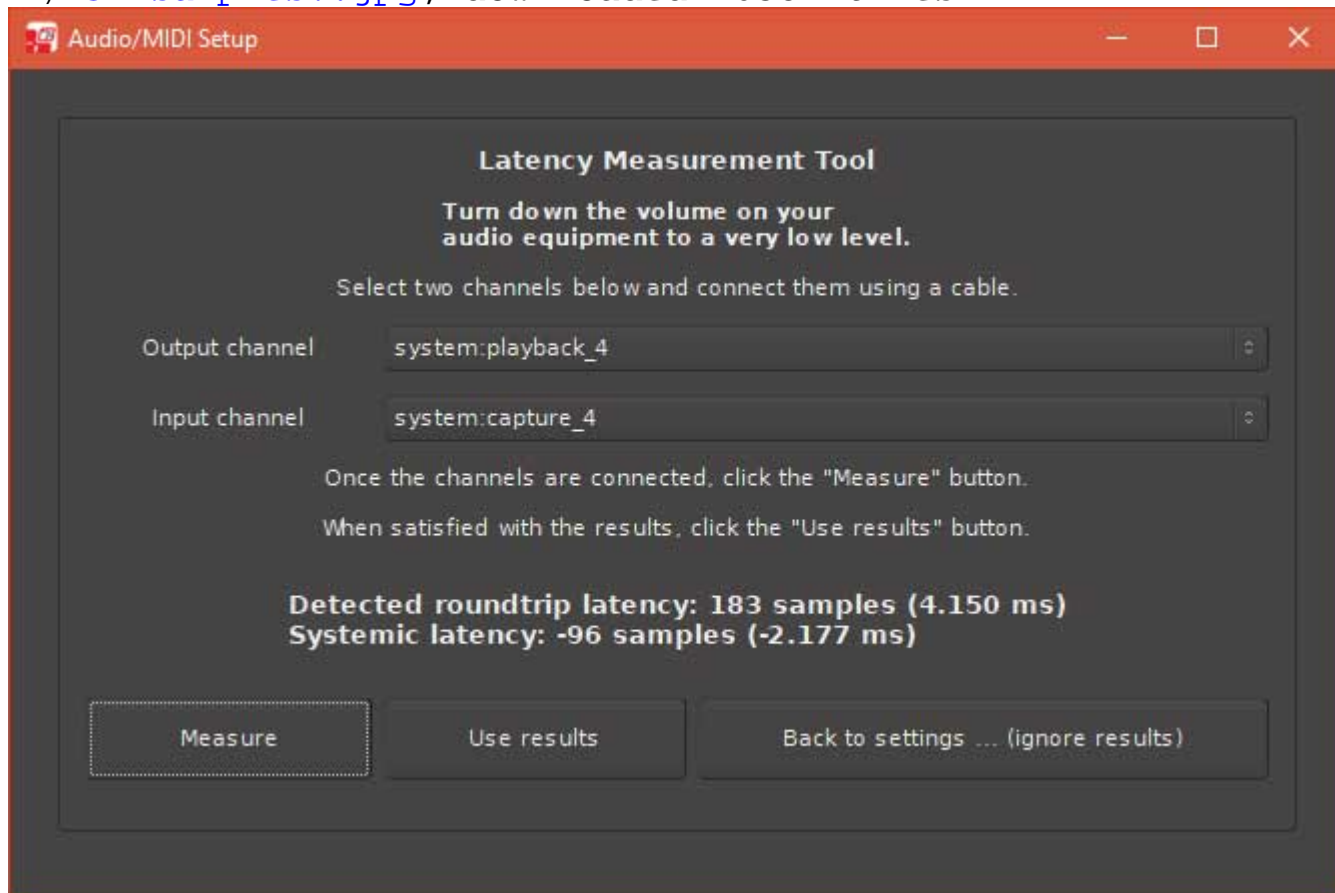 Audio/MIDI Setup
Latency Measurement Tool
Turn down the volume on your
audio equipment to a very low level.
Select two channels below and connect them using a cable.
Output channel system:playback_4
Input channel system:capture_4
Once the channels are connected, click the "Measure" button.
When satisfied with the results, click the "Use results" button.
Detected roundtrip latency: 183 samples (4.150 ms)
Systemic latency: -96 samples (-2.177 ms)
Measure Use results Back to settings ... (ignore results)